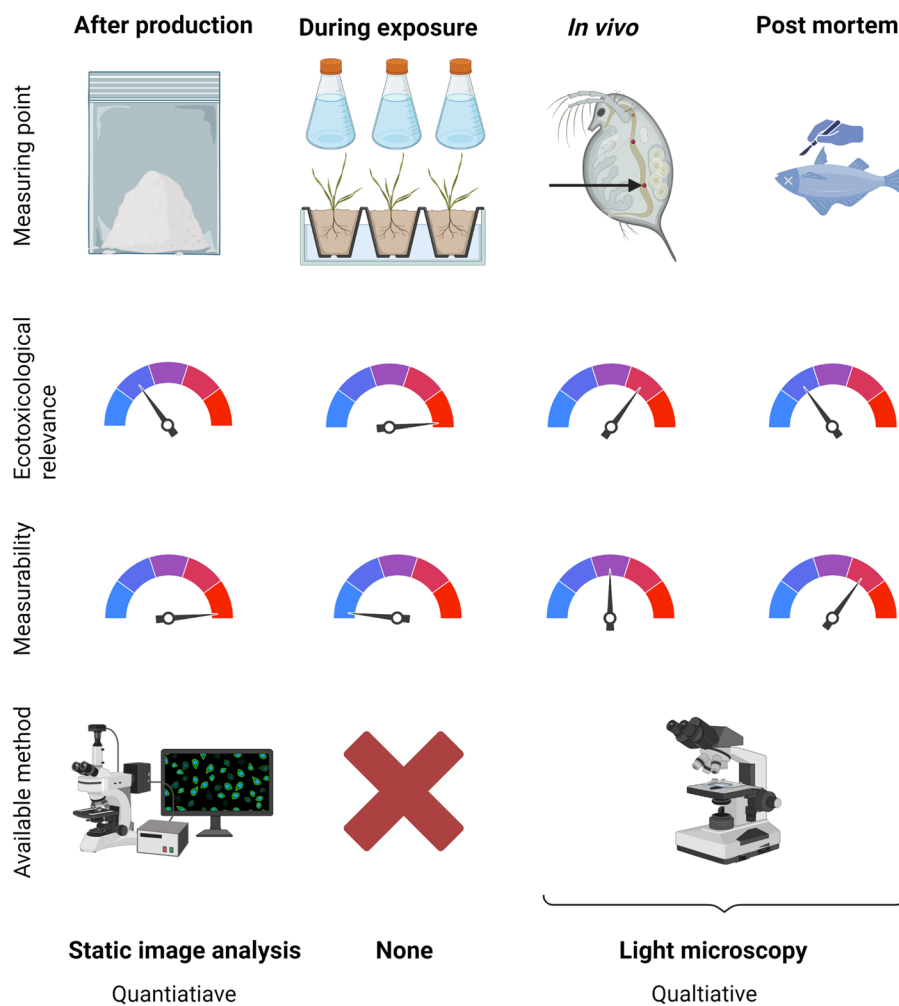 After production
During exposure
In vivo
Post mortem
Measuring point
Ecotoxicological
relevance
Measurability
Available method
Static image analysis
None
Light microscopy
Quantiatiave
Qualtiative